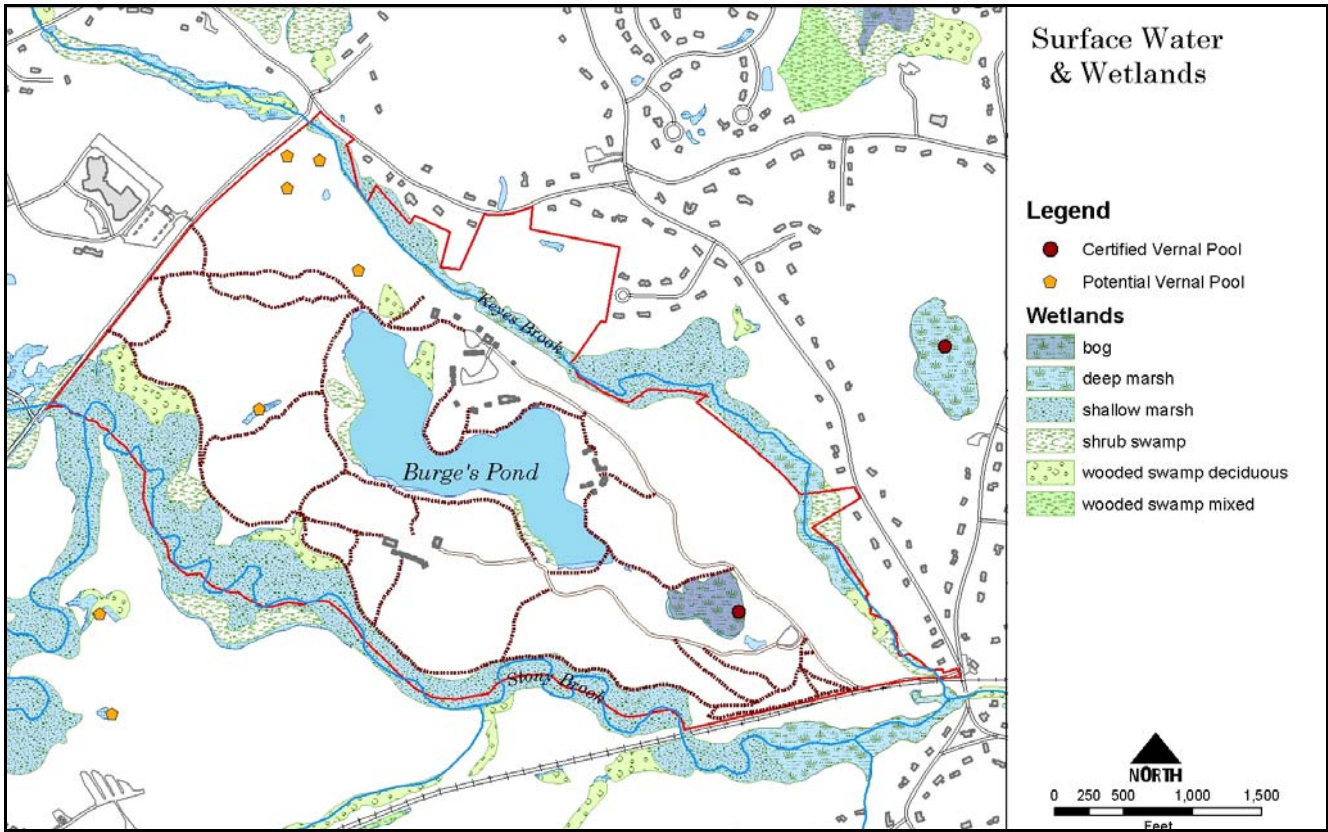 Surface Water
& Wetlands
Legend
Certified Vernal Pool
Potential Vernal Pool
Wetlands
bog
deep marsh
shallow marsh
shrub swamp
wooded swamp deciduous
wooded swamp mixed
Keyes Brook
Burge's Pond
Stony Brook
NORTH
0 250 500 1,000 1,500
Feet